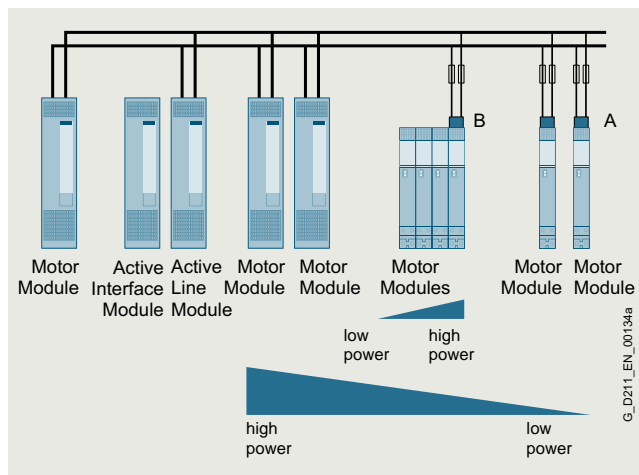 B
A
Motor
Module
Active
Interface
Module
Active
Line
Module
Motor
Module
Motor
Module
Motor
Modules
Motor
Module
Motor
Module
low
power
high
power
high
power
low
power
G_D211_EN_00134a